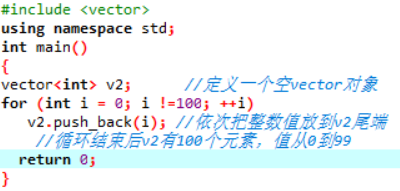 #include <vector>
using namespace std;
int main()
{
vector<int> v2;      //定义一个空vector对象
for (int i = 0; i !=100; ++i)
  v2.push_back(i); //依次把整数值放到v2尾端
   //循环结束后v2有100个元素，值从0到99
 return 0;
}